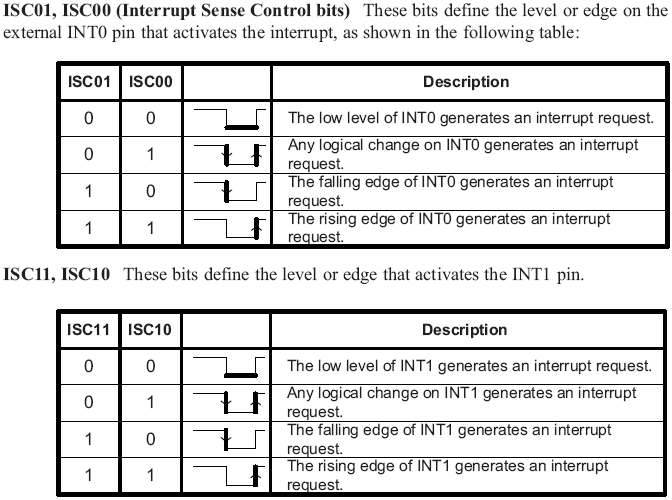 ISC01, ISC00 (Interrupt Sense Control bits) These bits define the level or edge on the
external INT0 pin that activates the interrupt, as shown in the following table:
ISC01 ISC00 Description
0 0 The low level of INT0 generates an interrupt request.
0 1 Any logical change on INT0 generates an interrupt
request.
1 0 The falling edge of INT0 generates an interrupt
request.
1 1 The rising edge of INT0 generates an interrupt
request.
ISC11, ISC10 These bits define the level or edge that activates the INT1 pin.
ISC11 ISC10 Description
0 0 The low level of INT1 generates an interrupt request.
0 1 Any logical change on INT1 generates an interrupt
request.
1 0 The falling edge of INT1 generates an interrupt
request.
1 1 The rising edge of INT1 generates an interrupt
request.